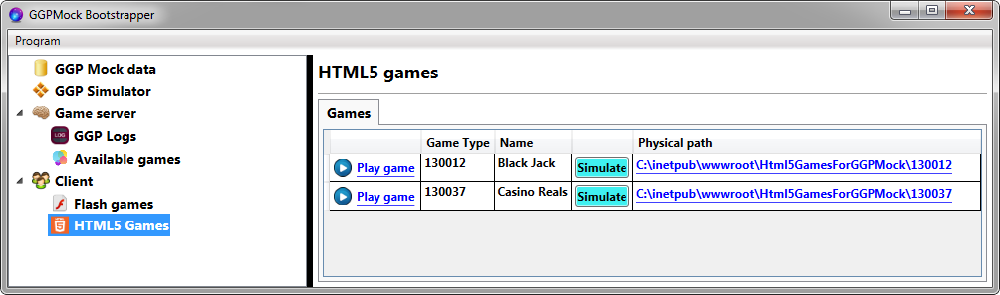 GGPMock Bootstrapper
Program
GGP Mock data
GGP Simulator
Game server
LOG
GGP Logs
Available games
Client
Flash games
HTML5 Games
HTML5 games
Games
Game Type Name Physical path
Play game 130012 Black Jack Simulate C:\inetpub\wwwroot\Html5GamesForGGPMock\130012
Play game 130037 Casino Reals Simulate C:\inetpub\wwwroot\Html5GamesForGGPMock\130037